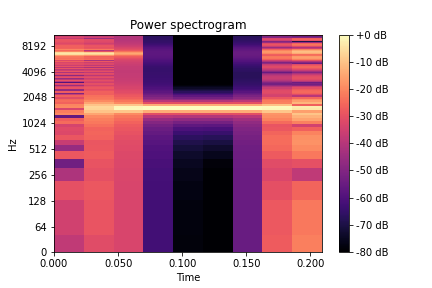 Power spectrogram
8192
4096
2048
1024
512
256
128
64
0
Hz
0.000 0.050 0.100 0.150 0.200
Time
+0 dB
-10 dB
-20 dB
-30 dB
-40 dB
-50 dB
-60 dB
-70 dB
-80 dB